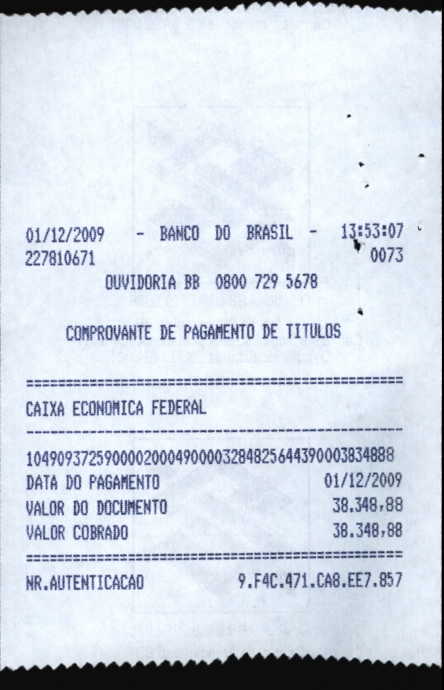 01/12/2009 - BANCO DO BRASIL - 13:53:07
227810671 0073
OUVIDORIA BB 0800 729 5678
COMPROVANTE DE PAGAMENTO DE TITULOS
================================================
CAIXA ECONOMICA FEDERAL
------------------------------------------------
10490937259000020004900003284825644390003834888
DATA DO PAGAMENTO 01/12/2009
VALOR DO DOCUMENTO 38.348,88
VALOR COBRADO 38.348,88
================================================
NR.AUTENTICACAO 9.F4C.471.CA8.EE7.857